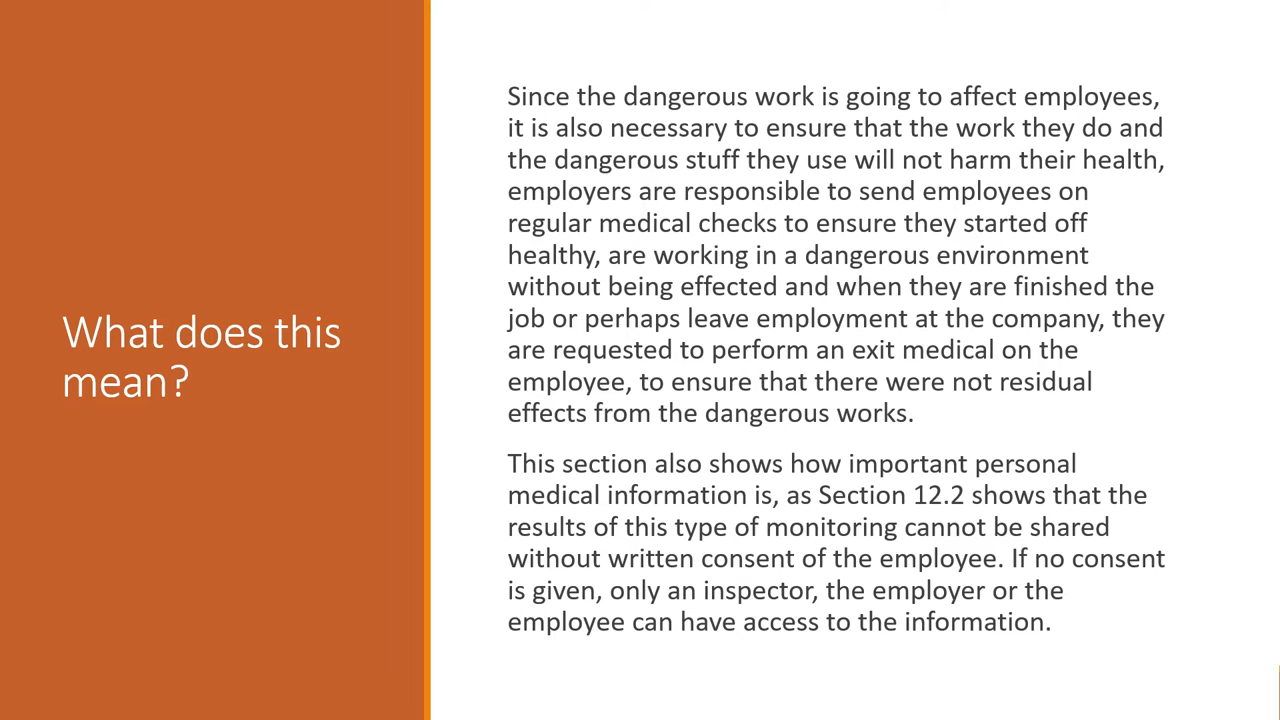 What does this
mean?
Since the dangerous work is going to affect employees,
it is also necessary to ensure that the work they do and
the dangerous stuff they use will not harm their health,
employers are responsible to send employees on
regular medical checks to ensure they started off
healthy, are working in a dangerous environment
without being effected and when they are finished the
job or perhaps leave employment at the company, they
are requested to perform an exit medical on the
employee, to ensure that there were not residual
effects from the dangerous works.
This section also shows how important personal
medical information is, as Section 12.2 shows that the
results of this type of monitoring cannot be shared
without written consent of the employee. If no consent
is given, only an inspector, the employer or the
employee can have access to the information.